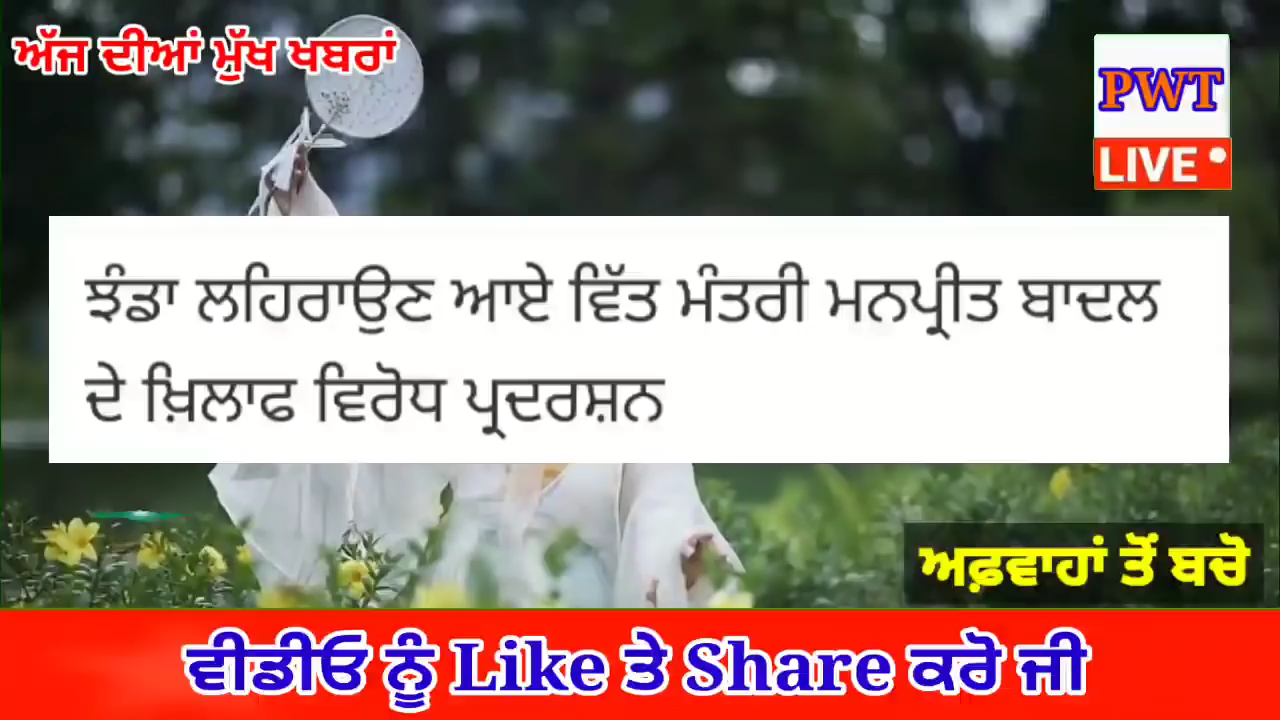 ਅੱਜ ਦੀਆਂ ਮੁੱਖ ਖਬਰਾਂ
PWT
LIVE
ਝੰਡਾ ਲਹਿਰਾਉਣ ਆਏ ਵਿੱਤ ਮੰਤਰੀ ਮਨਪ੍ਰੀਤ ਬਾਦਲ
ਦੇ ਖ਼ਿਲਾਫ ਵਿਰੋਧ ਪ੍ਰਦਰਸ਼ਨ
ਅਫ਼ਵਾਹਾਂ ਤੋਂ ਬਚੋ
ਵੀਡੀਓ ਨੂੰ Like ਤੇ Share ਕਰੋ ਜੀ